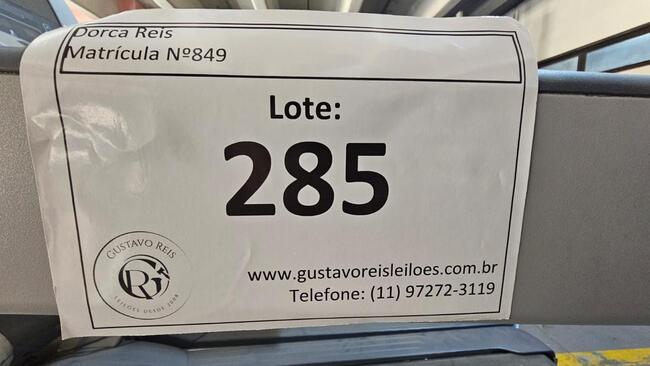 Dorca Reis
Matrícula Nº849
Lote:
285
GUSTAVO REIS
GR
LEILÕES DESDE 2008
www.gustavoreisleiloes.com.br
Telefone: (11) 97272-3119